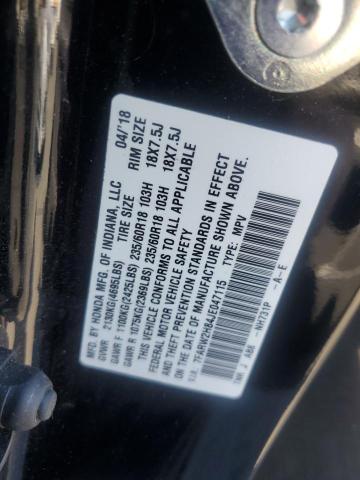 MFD. BY HONDA MFG. OF INDIANA, LLC 04/'18
GVWR 2130KG(4695LBS) TIRE SIZE RIM SIZE
GAWR F 1100KG(2425LBS) 235/60R18 103H 18X7.5J
GAWR R 1075KG(2369LBS) 235/60R18 103H 18X7.5J
THIS VEHICLE CONFORMS TO ALL APPLICABLE
FEDERAL MOTOR VEHICLE SAFETY
AND THEFT PREVENTION STANDARDS IN EFFECT
ON THE DATE OF MANUFACTURE SHOWN ABOVE.
V.I.N. 7FARW2H84JE047115 TYPE: MPV
NH731P -A-E